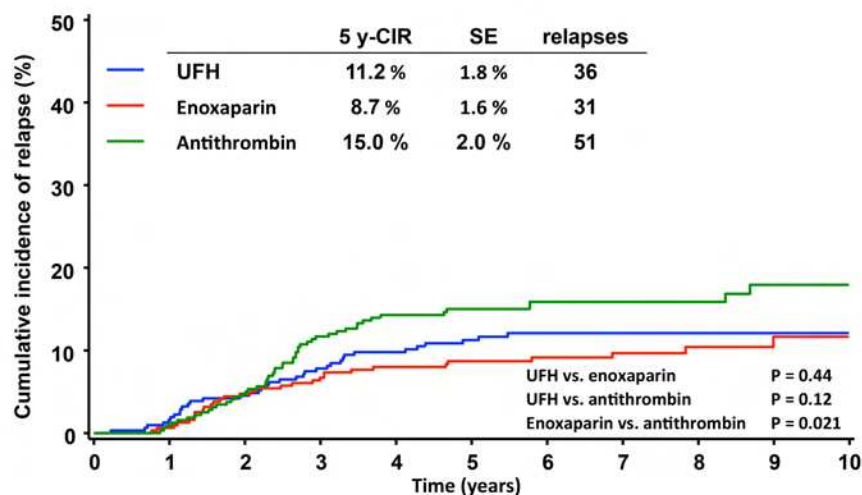 5 y-CIR SE relapses
UFH 11.2 % 1.8 % 36
Enoxaparin 8.7 % 1.6 % 31
Antithrombin 15.0 % 2.0 % 51
Cumulative incidence of relapse (%)
50
40
30
20
10
0
UFH vs. enoxaparin P = 0.44
UFH vs. antithrombin P = 0.12
Enoxaparin vs. antithrombin P = 0.021
0 1 2 3 4 5 6 7 8 9 10
Time (years)